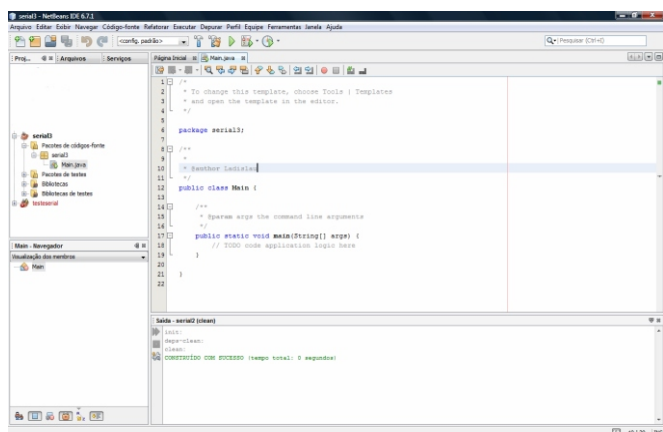 serial3 - NetBeans IDE 6.7.1
Arquivo Editar Exibir Navegar Código-fonte Refatorar Executar Depurar Perfil Equipe Ferramentas Janela Ajuda
<config. padrão>
Pesquisar (Ctrl+I)
Proj... Arquivos Serviços
Página Inicial Main.java
serial3
Pacotes de códigos-fonte
serial3
Main.java
Pacotes de testes
Bibliotecas
Bibliotecas de testes
testeserial
1 /*
2 * To change this template, choose Tools | Templates
3 * and open the template in the editor.
4 */
5
6 package serial3;
7
8 /**
9 *
10 * @author Ladislau
11 */
12 public class Main {
13
14 /**
15 * @param args the command line arguments
16 */
17 public static void main(String[] args) {
18 // TODO code application logic here
19 }
20
21 }
22
Main - Navegador
Visualização dos membros
Main
Saída - serial2 (clean)
init:
deps-clean:
clean:
CONSTRUÍDO COM SUCESSO (tempo total: 0 segundos)